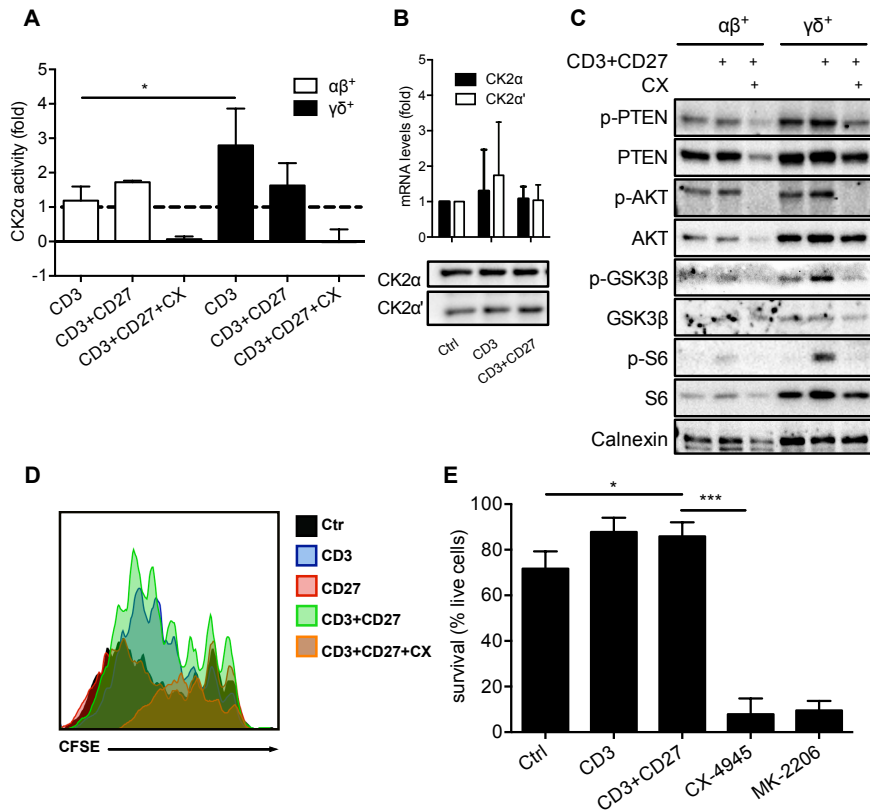 A
CK2α activity (fold)
5
4
3
2
1
0
-1
*
αβ⁺
γδ⁺
CD3
CD3+CD27
CD3+CD27+CX
CD3
CD3+CD27
CD3+CD27+CX
B
mRNA levels (fold)
4
3
2
1
0
CK2α
CK2α'
CK2α
CK2α'
Ctrl
CD3
CD3+CD27
C
αβ⁺ γδ⁺
CD3+CD27 + + + +
CX + +
p-PTEN
PTEN
p-AKT
AKT
p-GSK3β
GSK3β
p-S6
S6
Calnexin
D
Ctr
CD3
CD27
CD3+CD27
CD3+CD27+CX
CFSE
E
survival (% live cells)
100
80
60
40
20
0
*
***
Ctrl
CD3
CD3+CD27
CX-4945
MK-2206